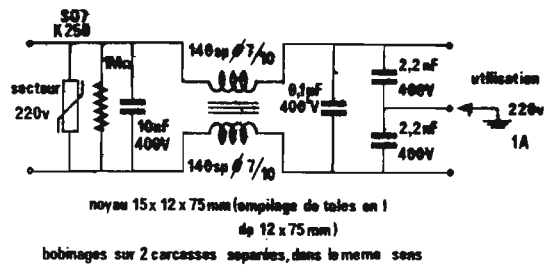 S07
K250
1MΩ
secteur
220v
10nF
400V
140sp ø 7/10
140sp ø 7/10
0,1µF
400V
2,2nF
400V
2,2nF
400V
utilisation
220v
1A
noyau 15 x 12 x 75 mm (empilage de toles en I
de 12 x 75 mm)
bobinages sur 2 carcasses separées, dans le meme sens